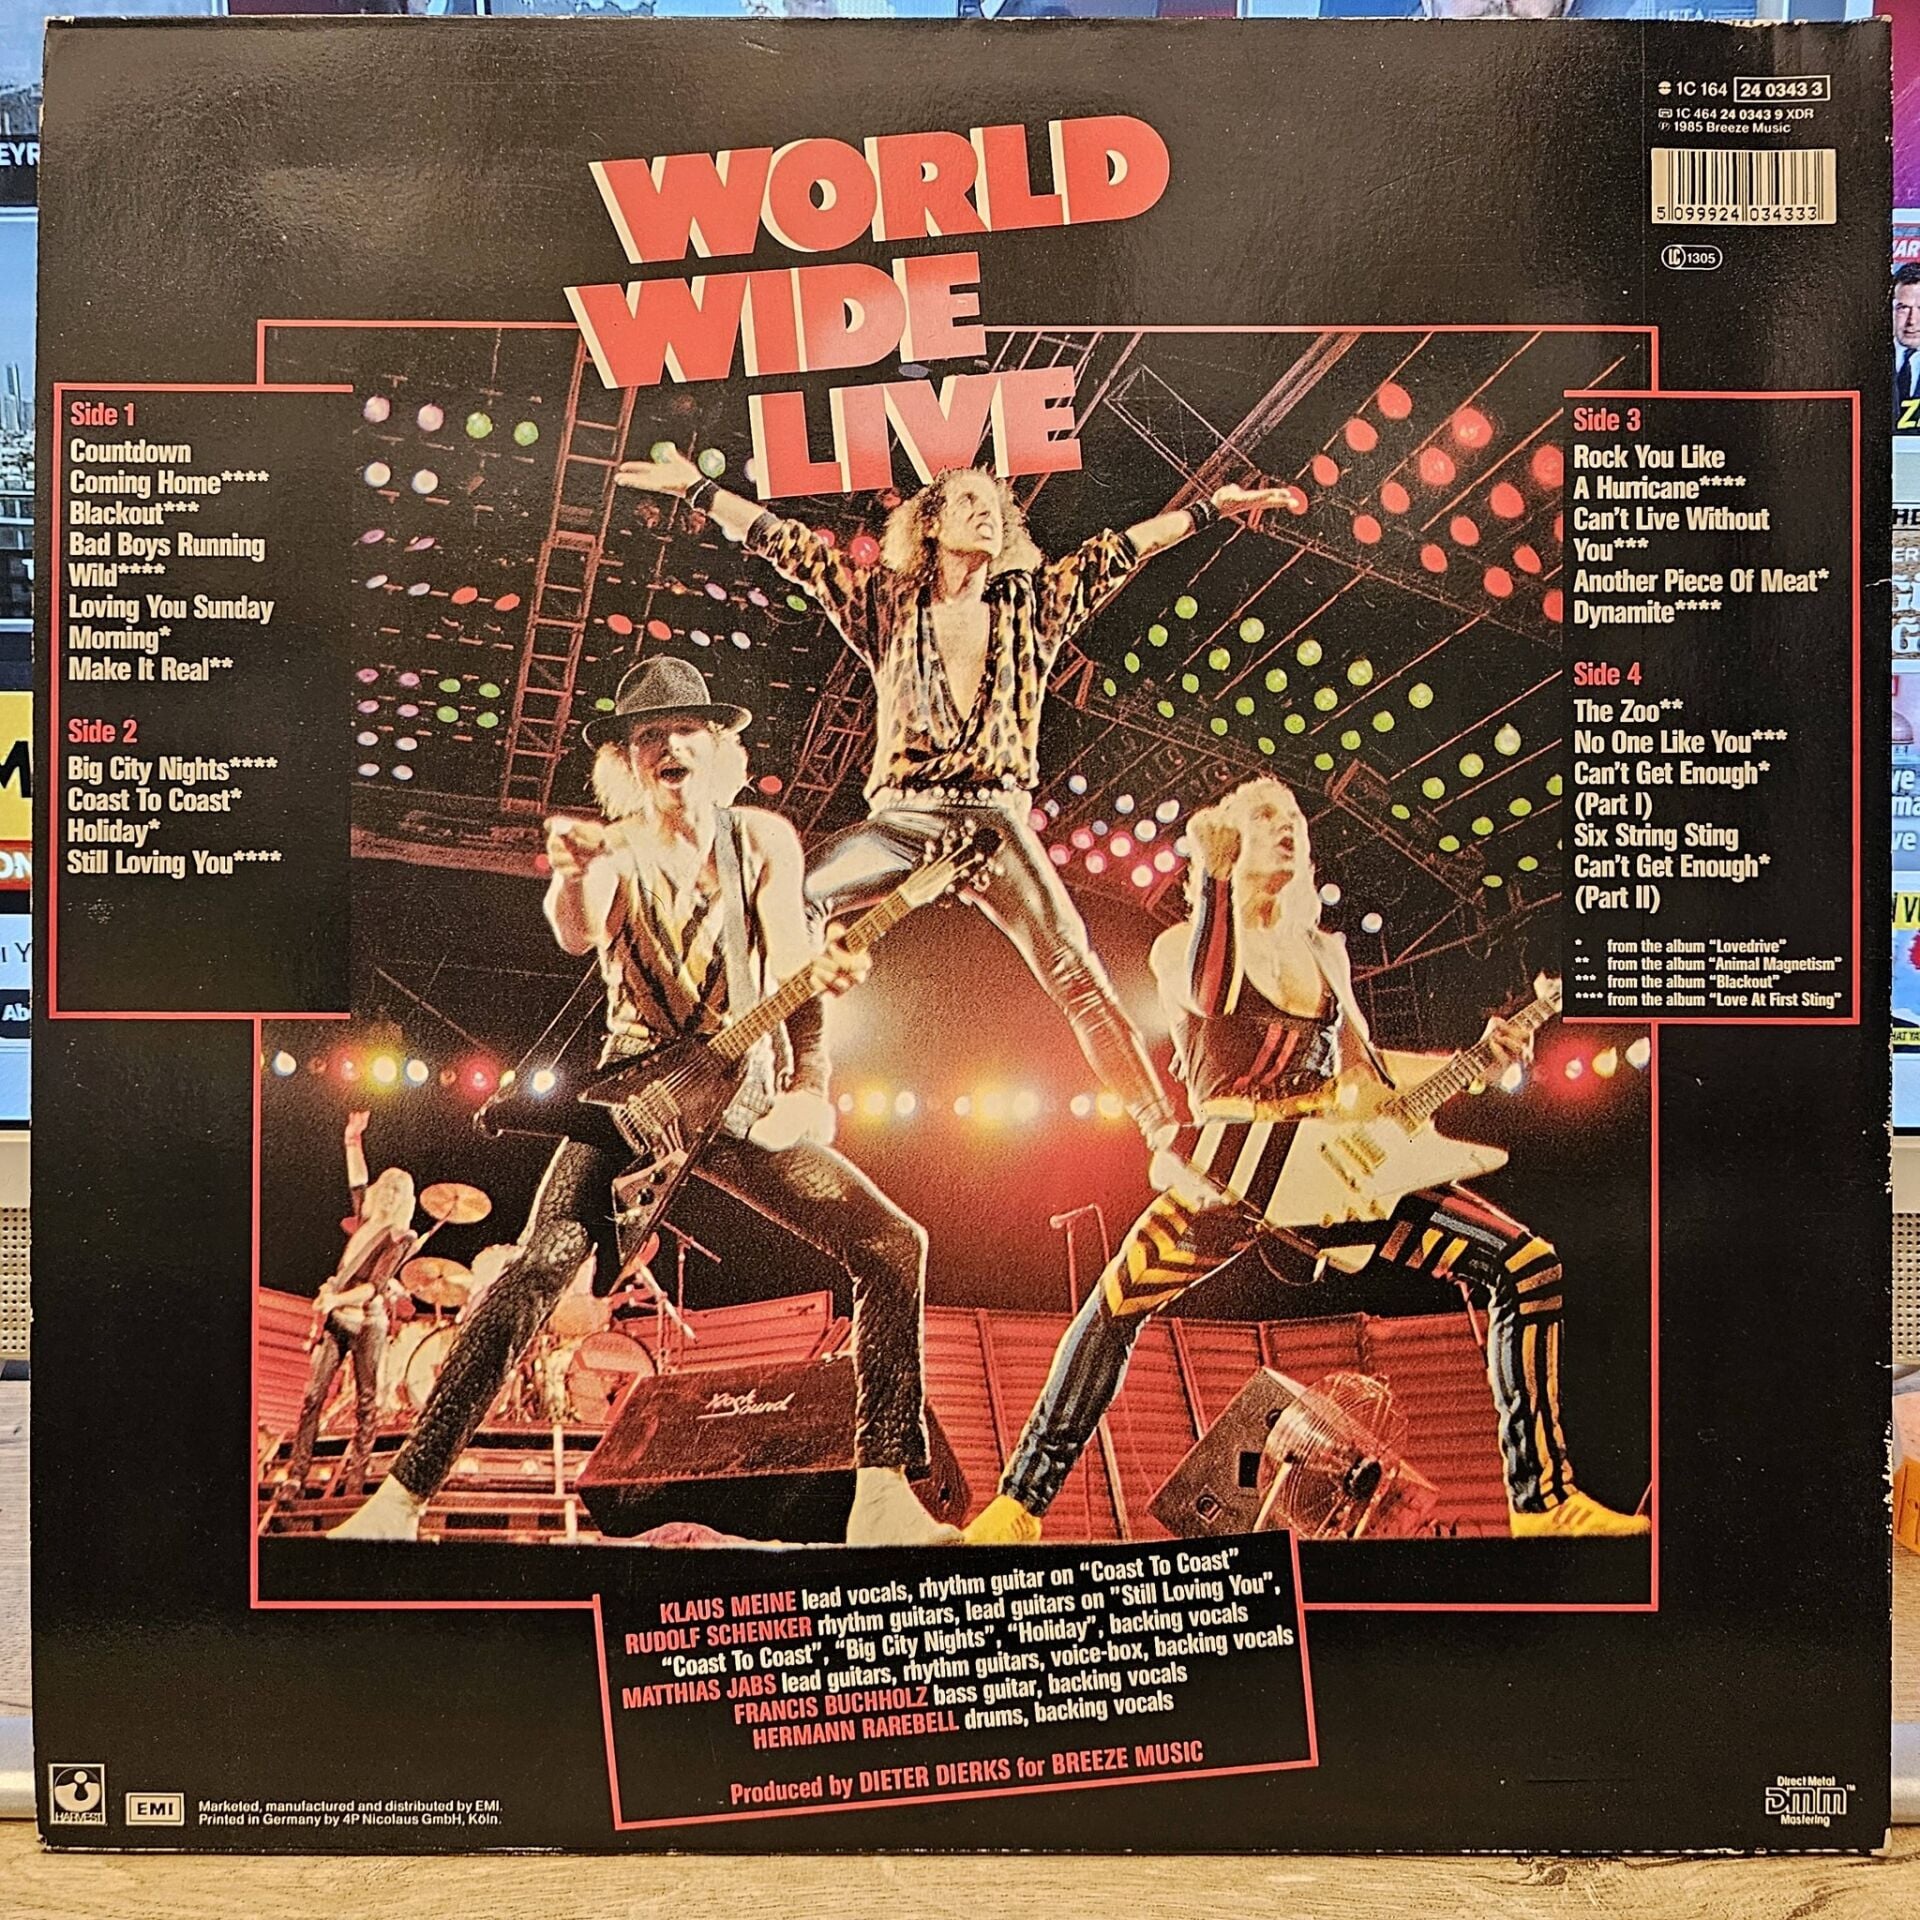 1C 164 24 0343 3
1C 464 24 0343 9 XDR
℗ 1985 Breeze Music
5 099924 034333
LC 1305
WORLD
WIDE
LIVE
Side 1
Countdown
Coming Home****
Blackout***
Bad Boys Running
Wild****
Loving You Sunday
Morning*
Make It Real**
Side 2
Big City Nights****
Coast To Coast*
Holiday*
Still Loving You****
Side 3
Rock You Like
A Hurricane****
Can't Live Without
You***
Another Piece Of Meat*
Dynamite****
Side 4
The Zoo**
No One Like You***
Can't Get Enough*
(Part I)
Six String Sting
Can't Get Enough*
(Part II)
* from the album "Lovedrive"
** from the album "Animal Magnetism"
*** from the album "Blackout"
**** from the album "Love At First Sting"
Rock
Sound
KLAUS MEINE lead vocals, rhythm guitar on "Coast To Coast"
RUDOLF SCHENKER rhythm guitars, lead guitars on "Still Loving You",
"Coast To Coast", "Big City Nights", "Holiday", backing vocals
MATTHIAS JABS lead guitars, rhythm guitars, voice-box, backing vocals
FRANCIS BUCHHOLZ bass guitar, backing vocals
HERMANN RAREBELL drums, backing vocals
Produced by DIETER DIERKS for BREEZE MUSIC
HARVEST
EMI
Marketed, manufactured and distributed by EMI.
Printed in Germany by 4P Nicolaus GmbH, Köln.
Direct Metal
DMM™
Mastering